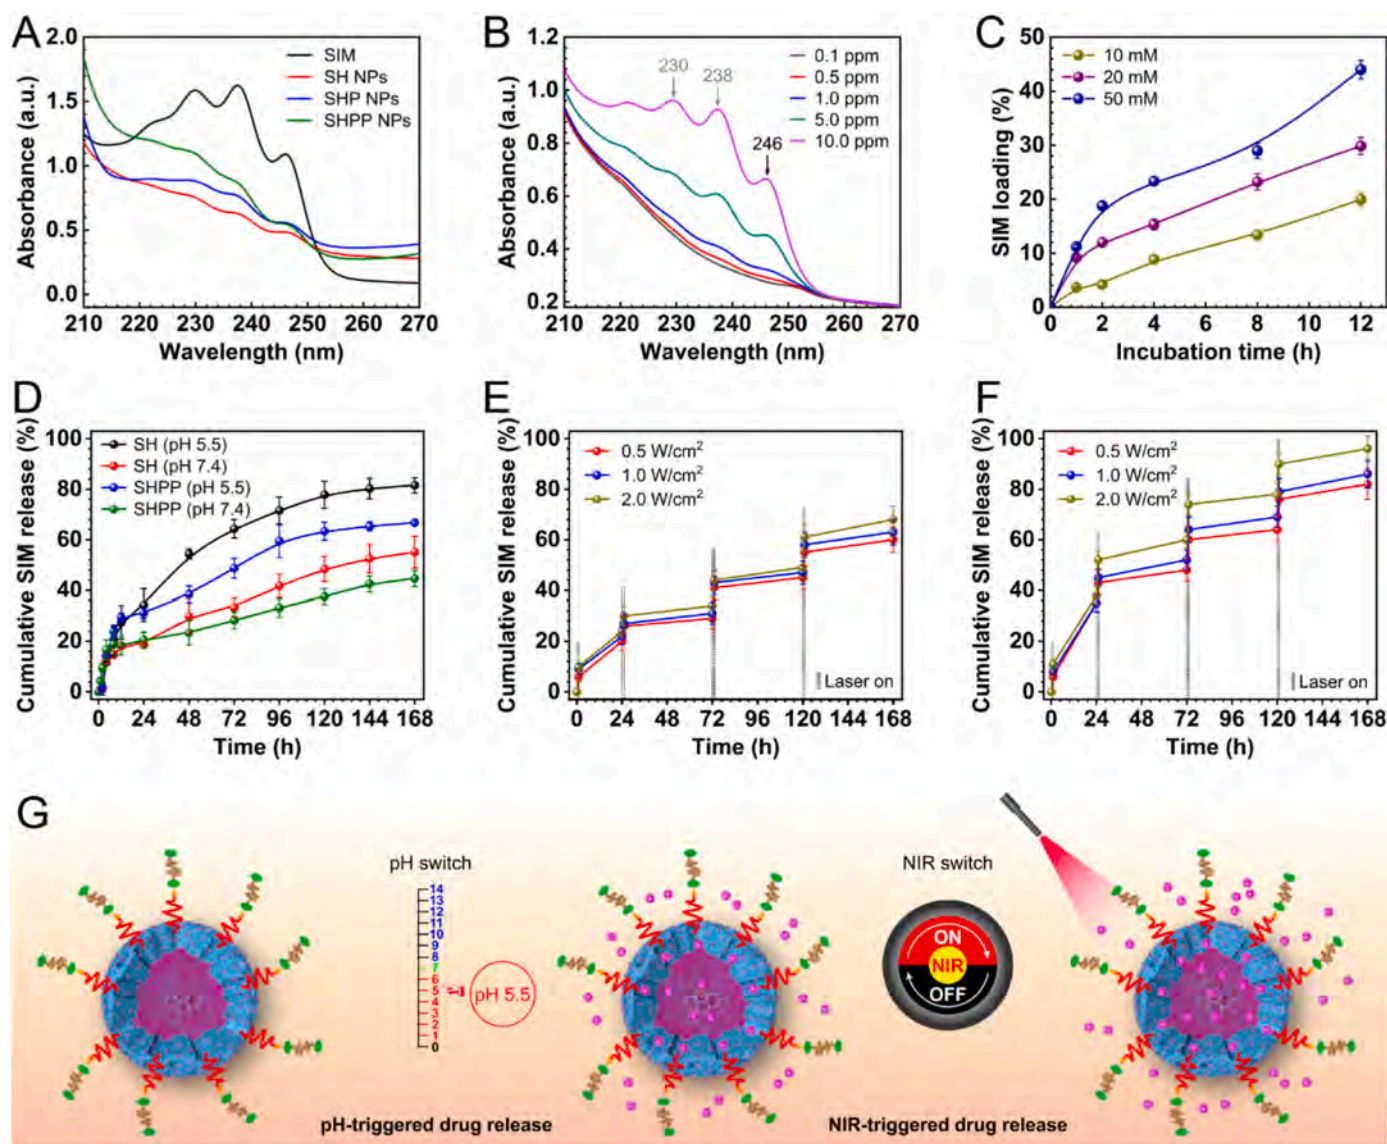 A
2.0
1.5
1.0
0.5
0.0
Absorbance (a.u.)
210 220 230 240 250 260 270
Wavelength (nm)
SIM
SH NPs
SHP NPs
SHPP NPs
B
1.2
1.0
0.8
0.6
0.4
0.2
Absorbance (a.u.)
210 220 230 240 250 260 270
Wavelength (nm)
230
238
246
0.1 ppm
0.5 ppm
1.0 ppm
5.0 ppm
10.0 ppm
C
50
40
30
20
10
0
SIM loading (%)
0 2 4 6 8 10 12
Incubation time (h)
10 mM
20 mM
50 mM
D
100
80
60
40
20
0
Cumulative SIM release (%)
0 24 48 72 96 120 144 168
Time (h)
SH (pH 5.5)
SH (pH 7.4)
SHPP (pH 5.5)
SHPP (pH 7.4)
E
100
80
60
40
20
0
Cumulative SIM release (%)
0 24 48 72 96 120 144 168
Time (h)
0.5 W/cm²
1.0 W/cm²
2.0 W/cm²
Laser on
F
100
80
60
40
20
0
Cumulative SIM release (%)
0 24 48 72 96 120 144 168
Time (h)
0.5 W/cm²
1.0 W/cm²
2.0 W/cm²
Laser on
G
pH switch
14
13
12
11
10
9
8
7
6
5
4
3
2
1
0
pH 5.5
NIR switch
ON
NIR
OFF
pH-triggered drug release
NIR-triggered drug release